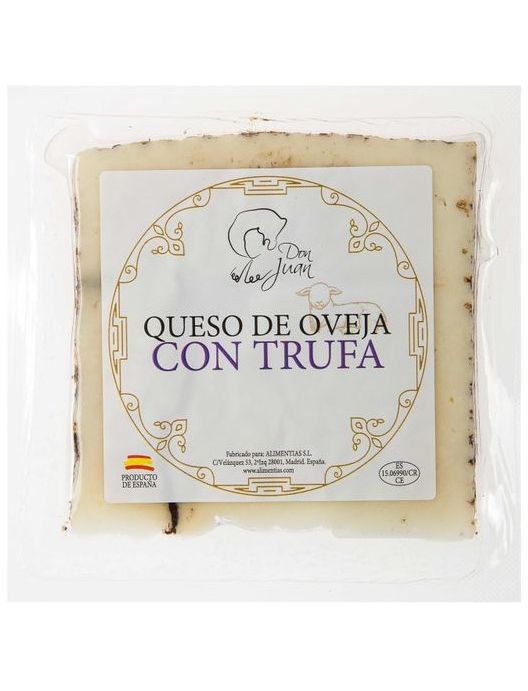 Don
Juan
QUESO DE OVEJA
CON TRUFA
Fabricado para: ALIMENTIAS S.L.
C/Velázquez 53, 2ºIzq 28001, Madrid. España.
www.alimentias.com
PRODUCTO
DE ESPAÑA
ES
15.06990/CR
CE